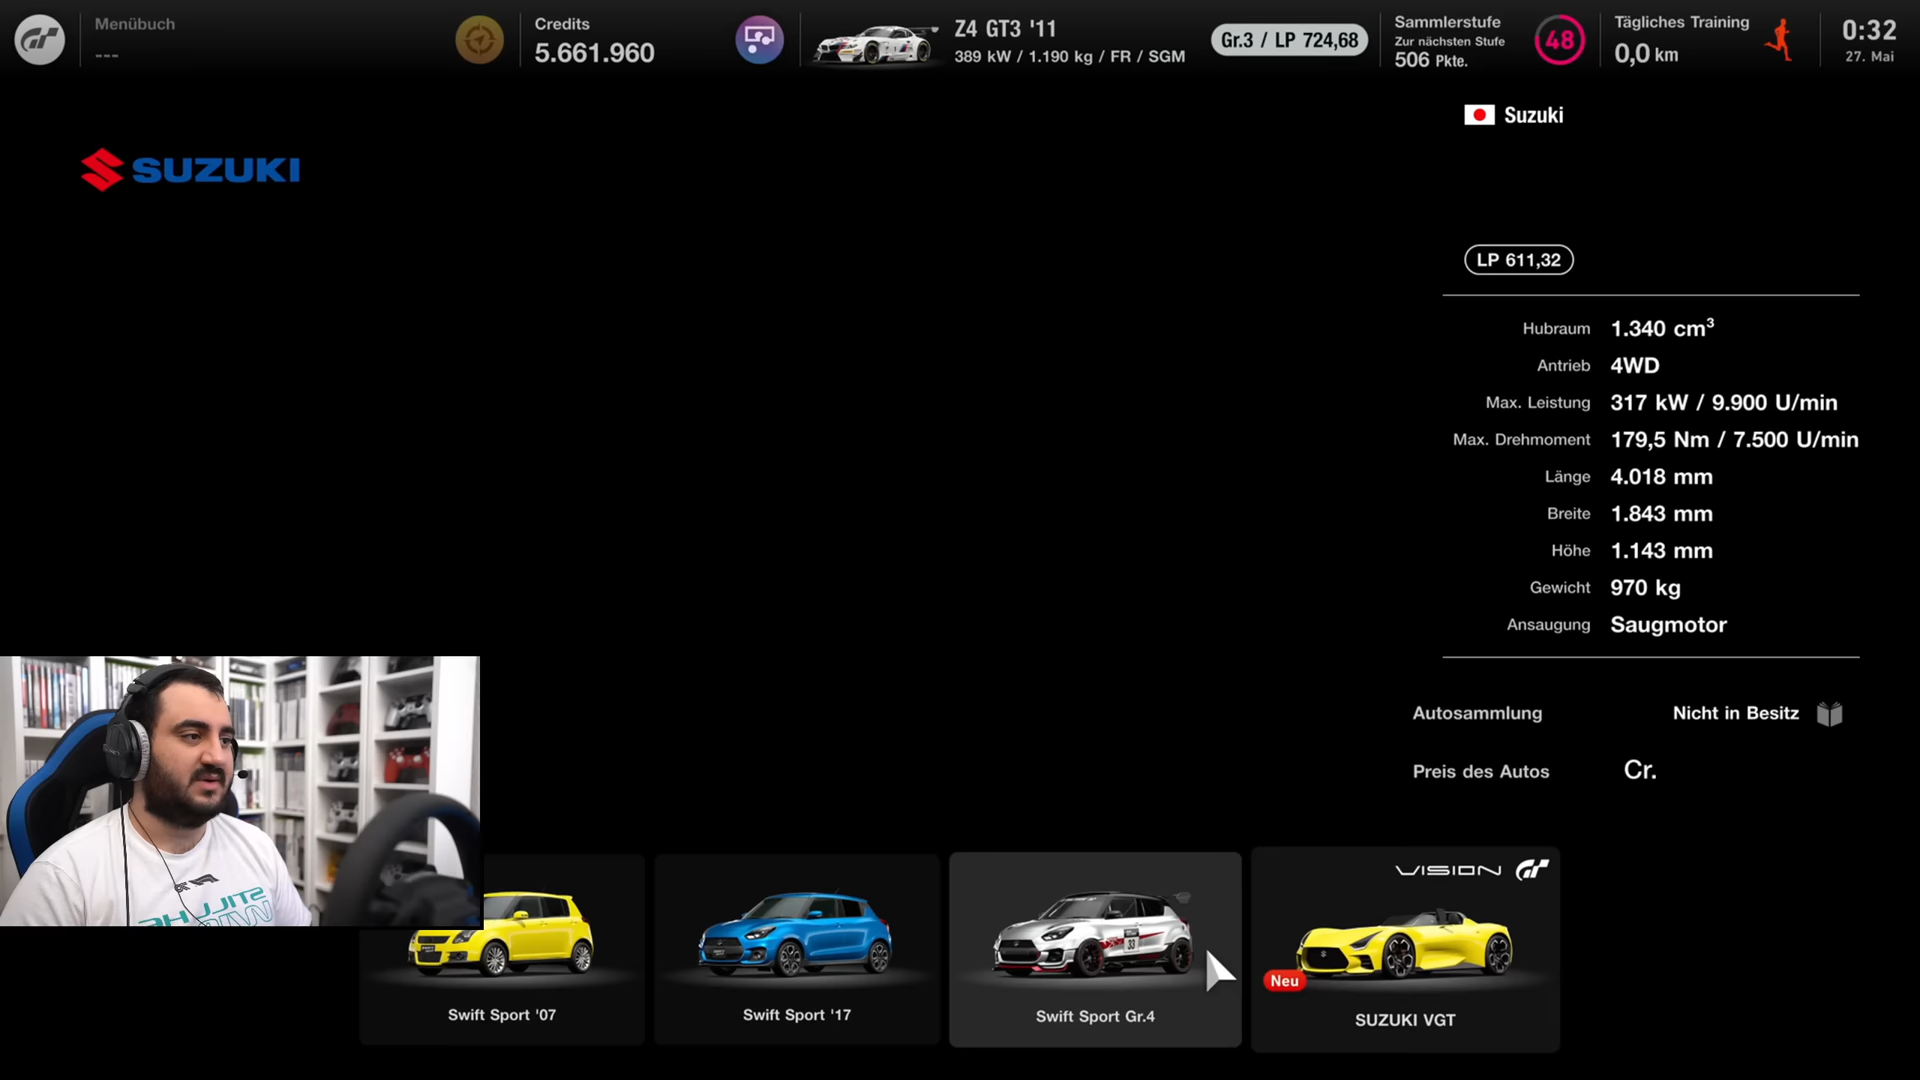 Menübuch
---
Credits
5.661.960
Z4 GT3 '11
389 kW / 1.190 kg / FR / SGM
Gr.3 / LP 724,68
Sammlerstufe
Zur nächsten Stufe
506 Pkte.
48
Tägliches Training
0,0 km
0:32
27. Mai
Suzuki
SUZUKI
LP 611,32
Hubraum 1.340 cm³
Antrieb 4WD
Max. Leistung 317 kW / 9.900 U/min
Max. Drehmoment 179,5 Nm / 7.500 U/min
Länge 4.018 mm
Breite 1.843 mm
Höhe 1.143 mm
Gewicht 970 kg
Ansaugung Saugmotor
Autosammlung Nicht in Besitz
Preis des Autos Cr.
VISION GT
33
Neu
Swift Sport '07
Swift Sport '17
Swift Sport Gr.4
SUZUKI VGT